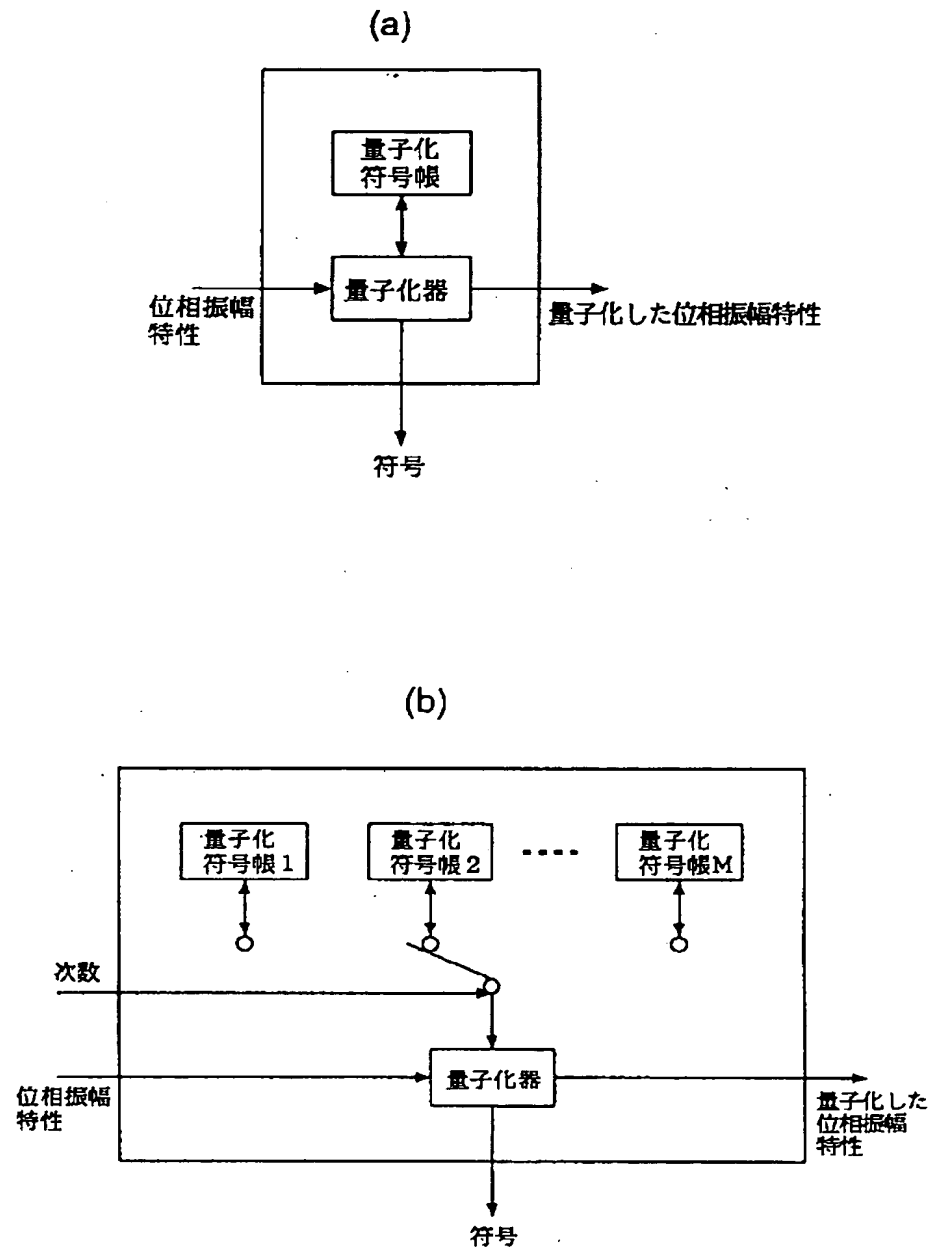 (a)
量子化
符号帳
量子化器
位相振幅
特性
量子化した位相振幅特性
符号
(b)
量子化
符号帳1
量子化
符号帳2
量子化
符号帳M
次数
量子化器
位相振幅
特性
量子化した
位相振幅
特性
符号